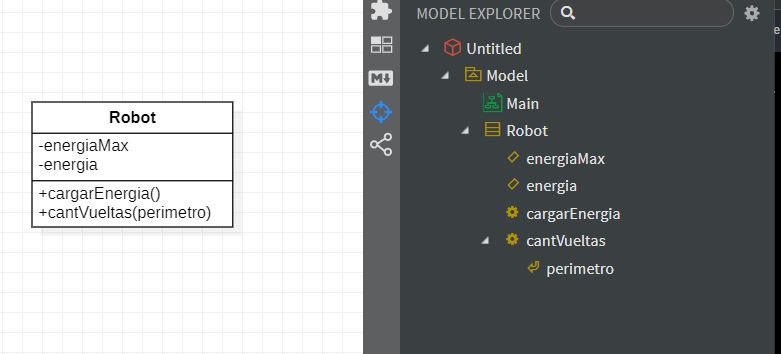 Robot
-energiaMax
-energia
+cargarEnergia()
+cantVueltas(perimetro)
M
MODEL EXPLORER
Untitled
Model
Main
Robot
energiaMax
energia
cargarEnergia
cantVueltas
perimetro